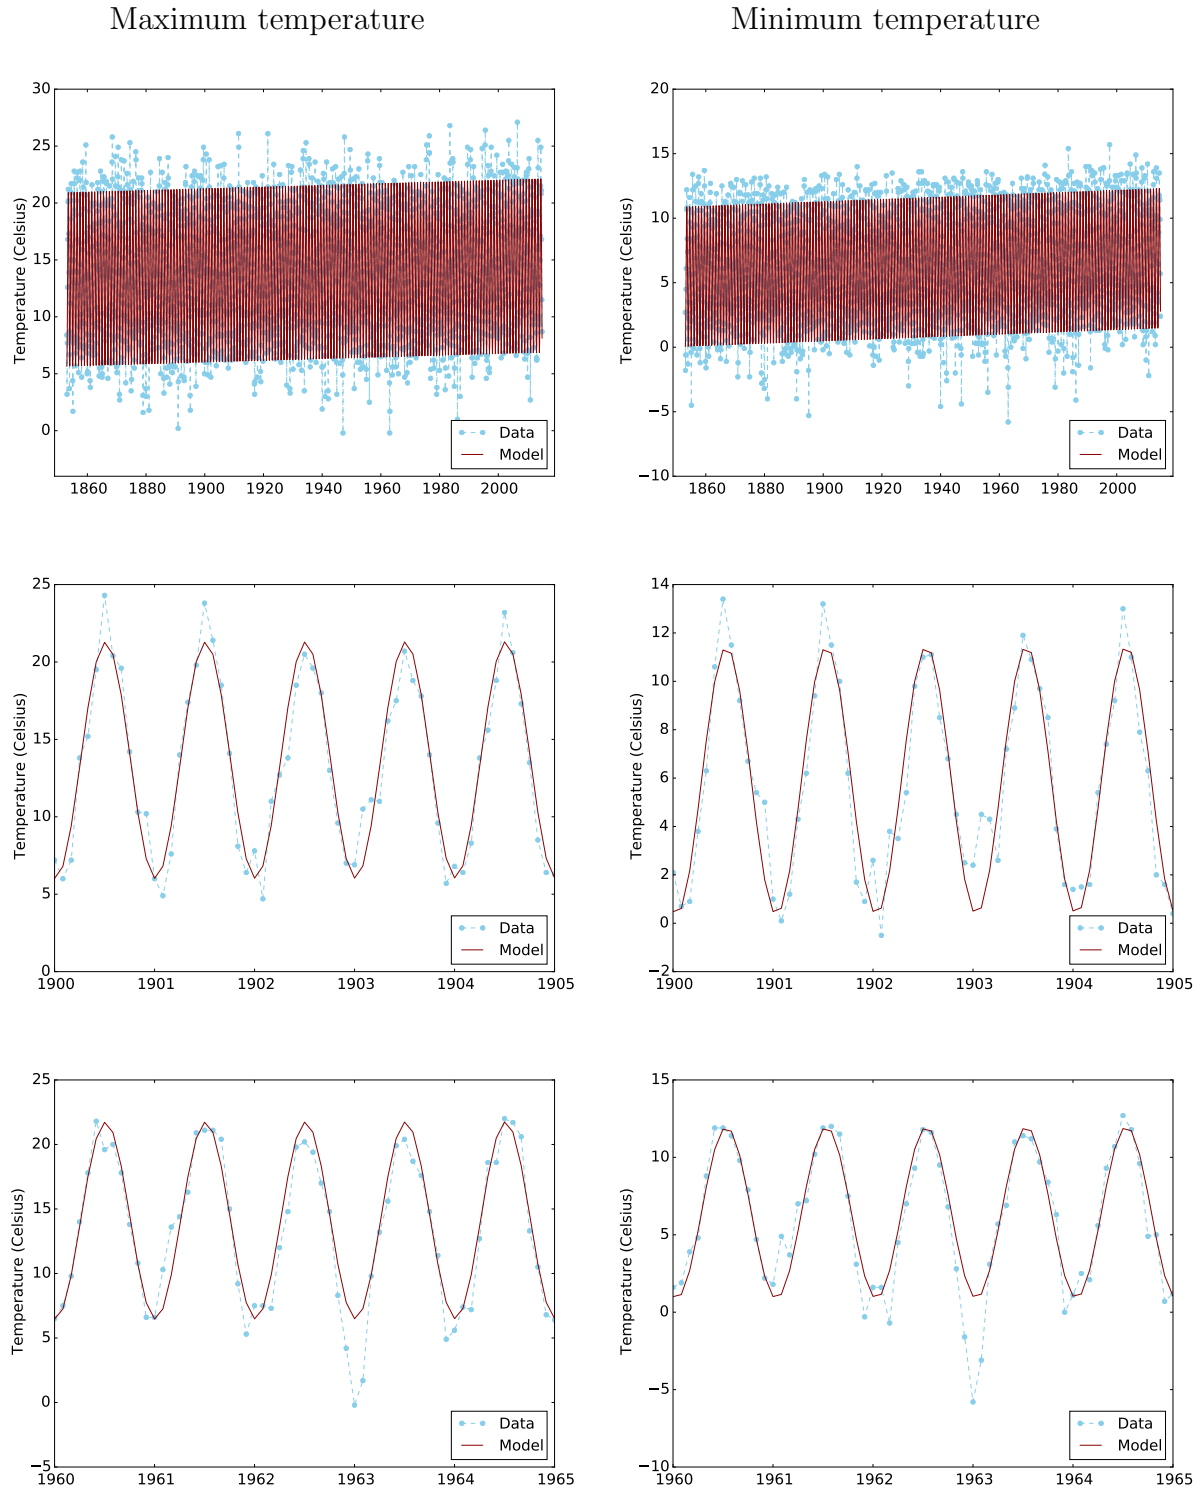 Maximum temperature
Minimum temperature
Temperature (Celsius)
30
25
20
15
10
5
0
1860 1880 1900 1920 1940 1960 1980 2000
Data
Model
Temperature (Celsius)
20
15
10
5
0
−5
−10
1860 1880 1900 1920 1940 1960 1980 2000
Data
Model
Temperature (Celsius)
25
20
15
10
5
0
1900 1901 1902 1903 1904 1905
Data
Model
Temperature (Celsius)
14
12
10
8
6
4
2
0
−2
1900 1901 1902 1903 1904 1905
Data
Model
Temperature (Celsius)
25
20
15
10
5
0
−5
1960 1961 1962 1963 1964 1965
Data
Model
Temperature (Celsius)
15
10
5
0
−5
−10
1960 1961 1962 1963 1964 1965
Data
Model